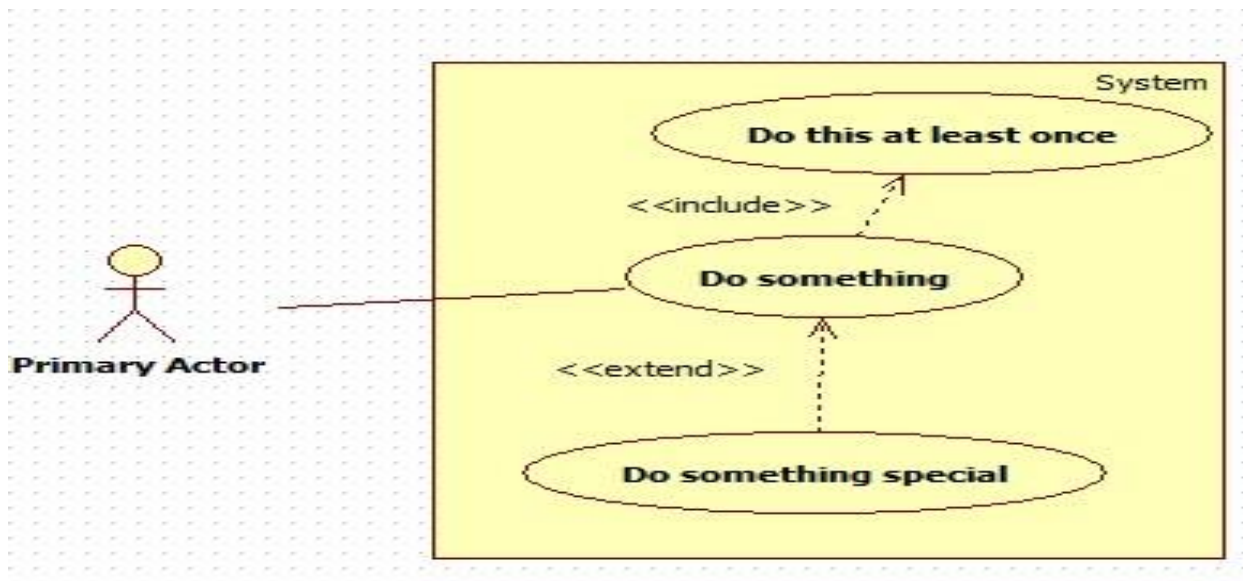 System
Do this at least once
<<include>>
Do something
Primary Actor
<<extend>>
Do something special